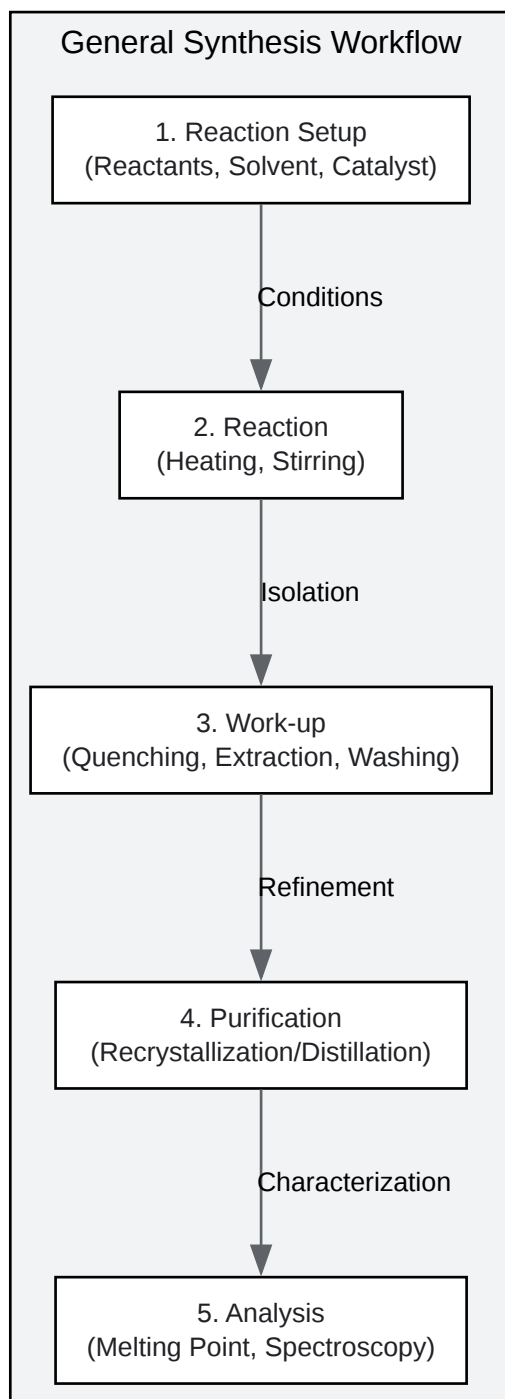 General Synthesis Workflow
1. Reaction Setup
(Reactants, Solvent, Catalyst)
Conditions
2. Reaction
(Heating, Stirring)
Isolation
3. Work-up
(Quenching, Extraction, Washing)
Refinement
4. Purification
(Recrystallization/Distillation)
Characterization
5. Analysis
(Melting Point, Spectroscopy)